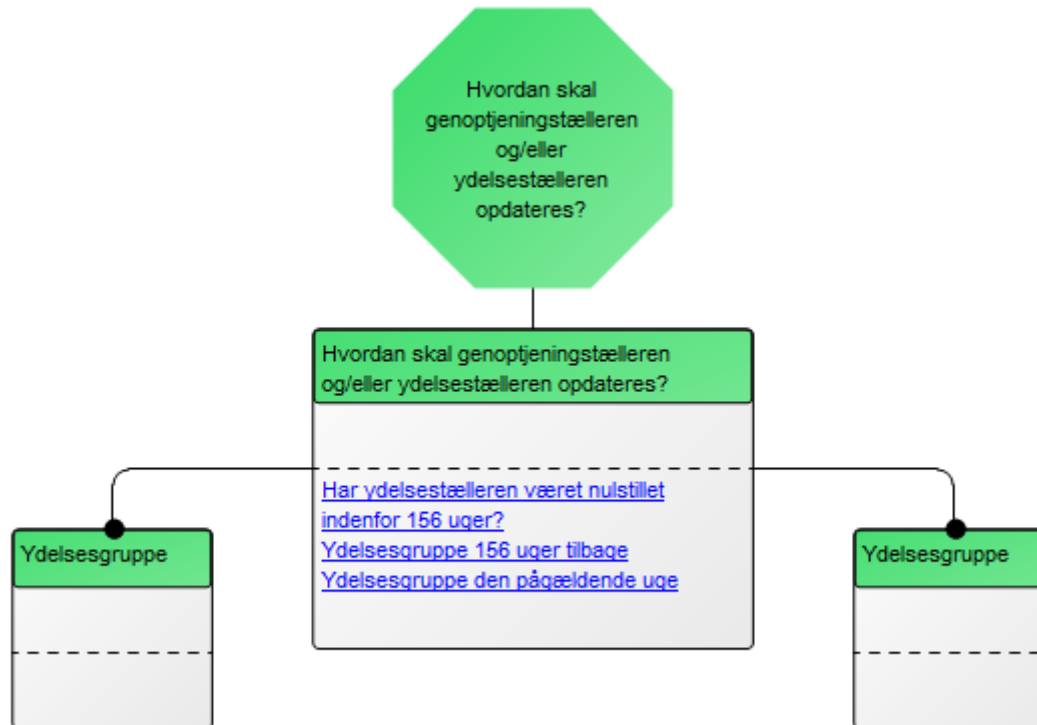 Hvordan skal
genoptjeningstælleren
og/eller
ydelsestælleren
opdateres?
Hvordan skal genoptjeningstælleren
og/eller ydelsestælleren opdateres?
Har ydelsestælleren været nulstillet
indenfor 156 uger?
Ydelsesgruppe 156 uger tilbage
Ydelsesgruppe den pågældende uge
Ydelsesgruppe
Ydelsesgruppe